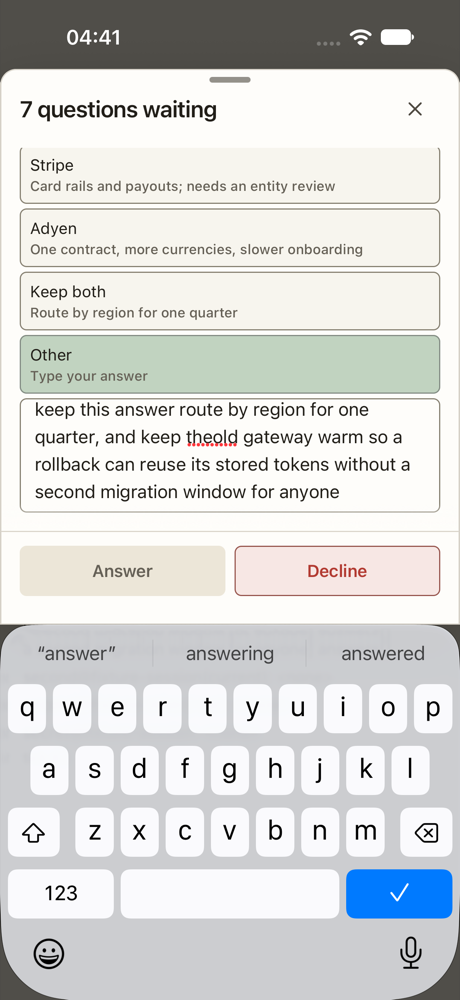 04:41
7 questions waiting
Stripe
Card rails and payouts; needs an entity review
Adyen
One contract, more currencies, slower onboarding
Keep both
Route by region for one quarter
Other
Type your answer
keep this answer route by region for one
quarter, and keep theold gateway warm so a
rollback can reuse its stored tokens without a
second migration window for anyone
Answer
Decline
“answer”
answering
answered
q w e r t y u i o p
a s d f g h j k l
z x c v b n m
123